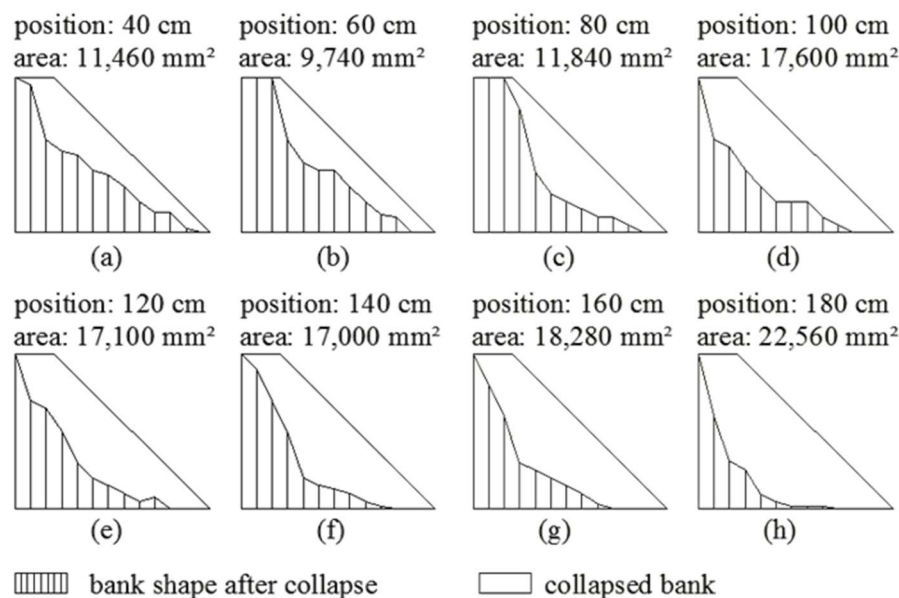 position: 40 cm
area: 11,460 mm²
(a)
position: 60 cm
area: 9,740 mm²
(b)
position: 80 cm
area: 11,840 mm²
(c)
position: 100 cm
area: 17,600 mm²
(d)
position: 120 cm
area: 17,100 mm²
(e)
position: 140 cm
area: 17,000 mm²
(f)
position: 160 cm
area: 18,280 mm²
(g)
position: 180 cm
area: 22,560 mm²
(h)
bank shape after collapse
collapsed bank